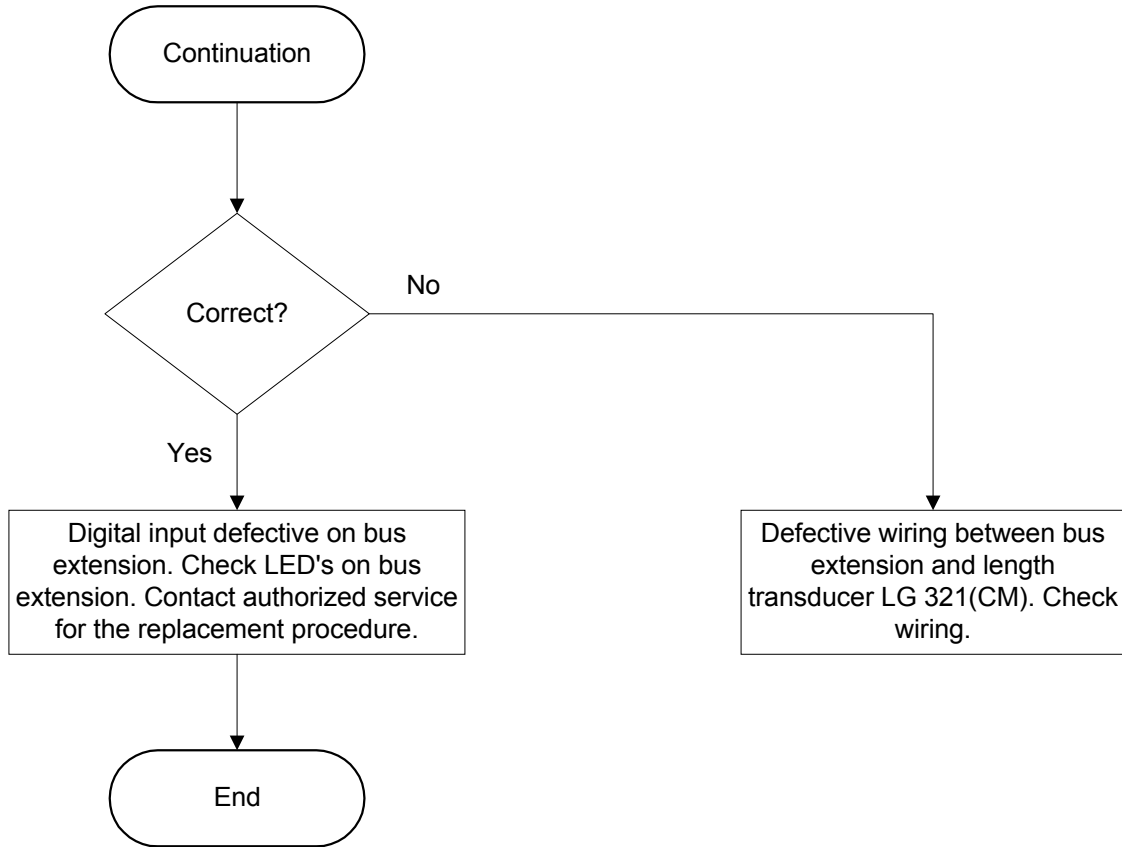 Continuation
Correct?
No
Yes
Digital input defective on bus
extension. Check LED's on bus
extension. Contact authorized service
for the replacement procedure.
Defective wiring between bus
extension and length
transducer LG 321(CM). Check
wiring.
End